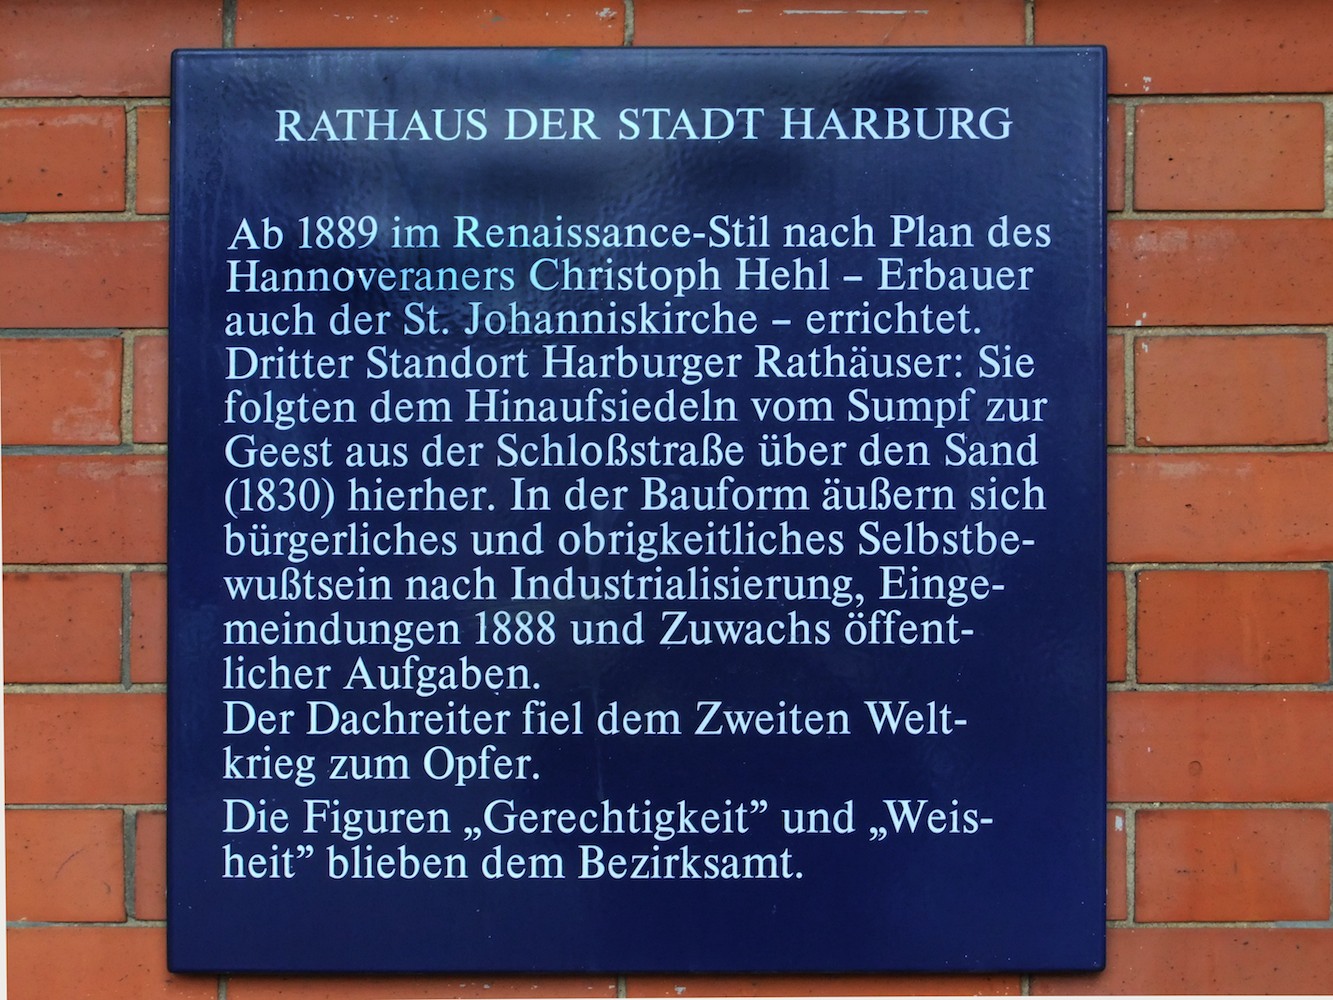 RATHAUS DER STADT HARBURG
Ab 1889 im Renaissance-Stil nach Plan des
Hannoveraners Christoph Hehl – Erbauer
auch der St. Johanniskirche – errichtet.
Dritter Standort Harburger Rathäuser: Sie
folgten dem Hinaufsiedeln vom Sumpf zur
Geest aus der Schloßstraße über den Sand
(1830) hierher. In der Bauform äußern sich
bürgerliches und obrigkeitliches Selbstbe-
wußtsein nach Industrialisierung, Einge-
meindungen 1888 und Zuwachs öffent-
licher Aufgaben.
Der Dachreiter fiel dem Zweiten Welt-
krieg zum Opfer.
Die Figuren „Gerechtigkeit” und „Weis-
heit” blieben dem Bezirksamt.